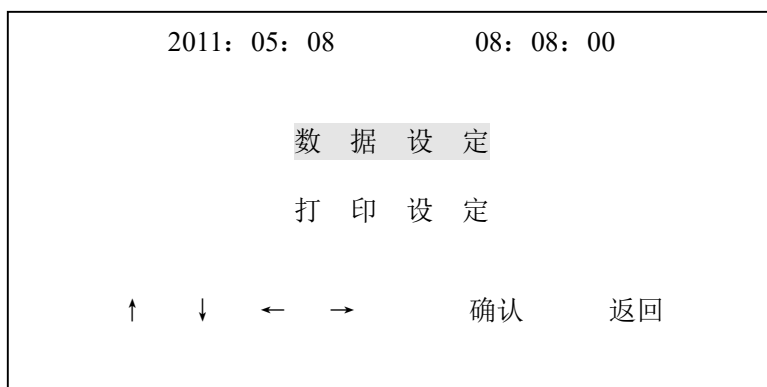 2011：05：08 08：08：00
数 据 设 定
打 印 设 定
↑ ↓ ← → 确认 返回